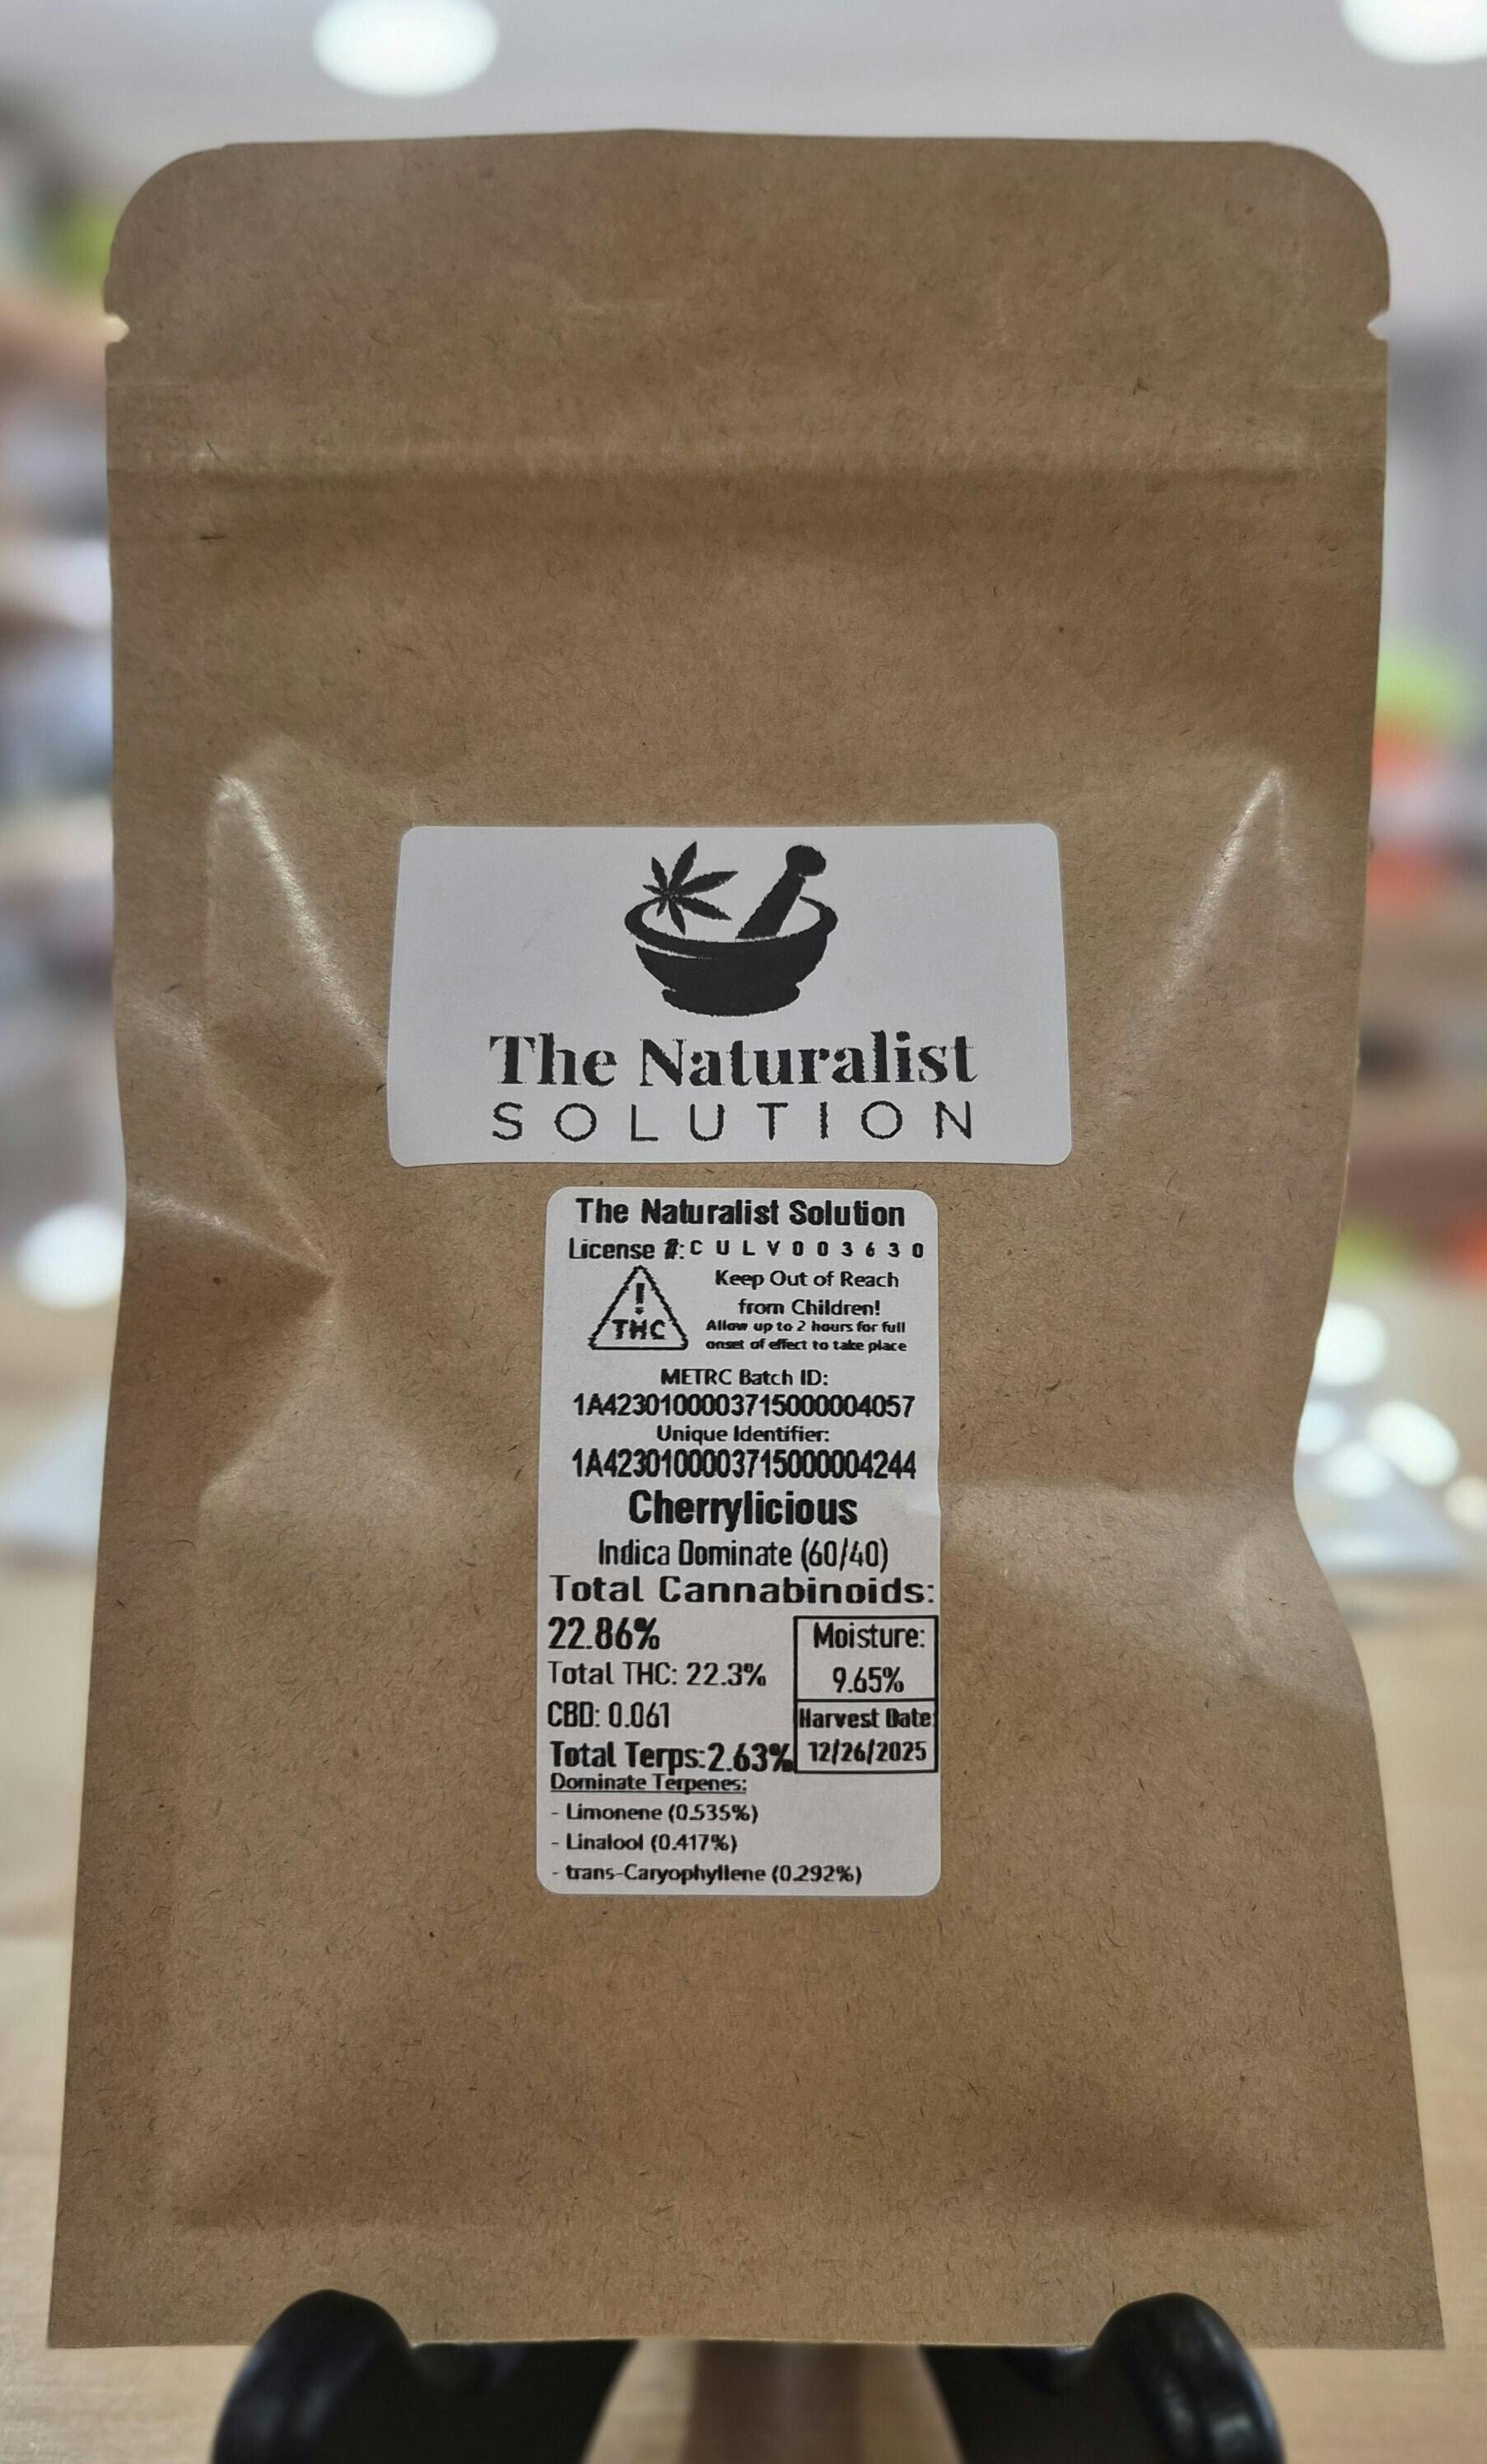 The Naturalist
SOLUTION
The Naturalist Solution
License #: CULV003630
!
THC
Keep Out of Reach
from Children!
Allow up to 2 hours for full
onset of effect to take place
METRC Batch ID:
1A4230100003715000004057
Unique Identifier:
1A4230100003715000004244
Cherrylicious
Indica Dominate (60/40)
Total Cannabinoids:
22.86%
Total THC: 22.3%
CBD: 0.061
Total Terps:2.63%
Moisture:
9.65%
Harvest Date:
12/26/2025
Dominate Terpenes:
- Limonene (0.535%)
- Linalool (0.417%)
- trans-Caryophyllene (0.292%)